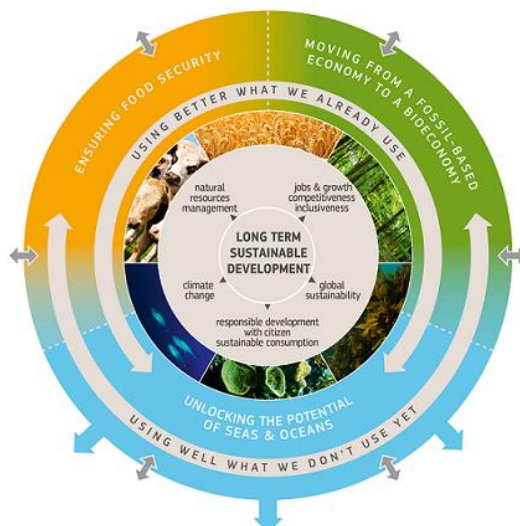 ENSURING FOOD SECURITY
MOVING FROM A FOSSIL-BASED
ECONOMY TO A BIOECONOMY
USING BETTER WHAT WE ALREADY USE
natural
resources
management
jobs & growth
competitiveness
inclusiveness
LONG TERM
SUSTAINABLE
DEVELOPMENT
climate
change
global
sustainability
responsible development
with citizen
sustainable consumption
UNLOCKING THE POTENTIAL
OF SEAS & OCEANS
USING WELL WHAT WE DON'T USE YET